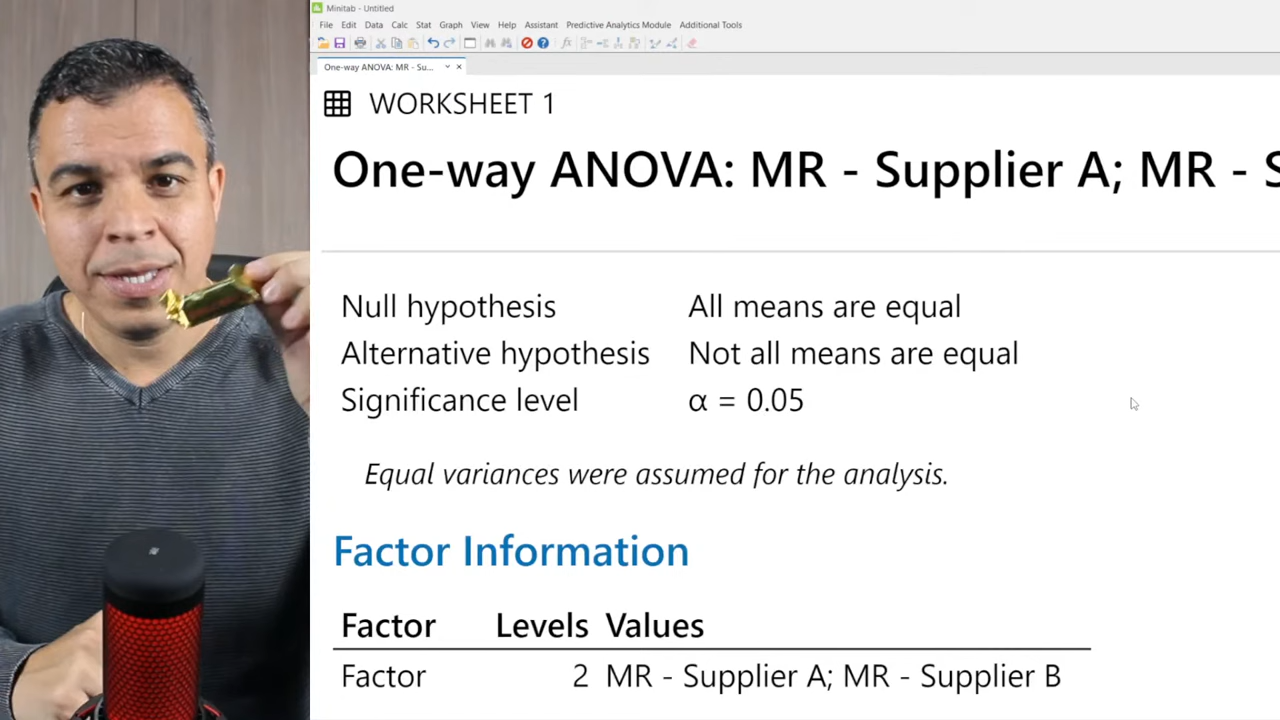 Minitab - Untitled
File Edit Data Calc Stat Graph View Help Assistant Predictive Analytics Module Additional Tools
One-way ANOVA: MR - Su...
WORKSHEET 1
One-way ANOVA: MR - Supplier A; MR - S
Null hypothesis All means are equal
Alternative hypothesis Not all means are equal
Significance level α = 0.05
Equal variances were assumed for the analysis.
Factor Information
Factor Levels Values
Factor 2 MR - Supplier A; MR - Supplier B